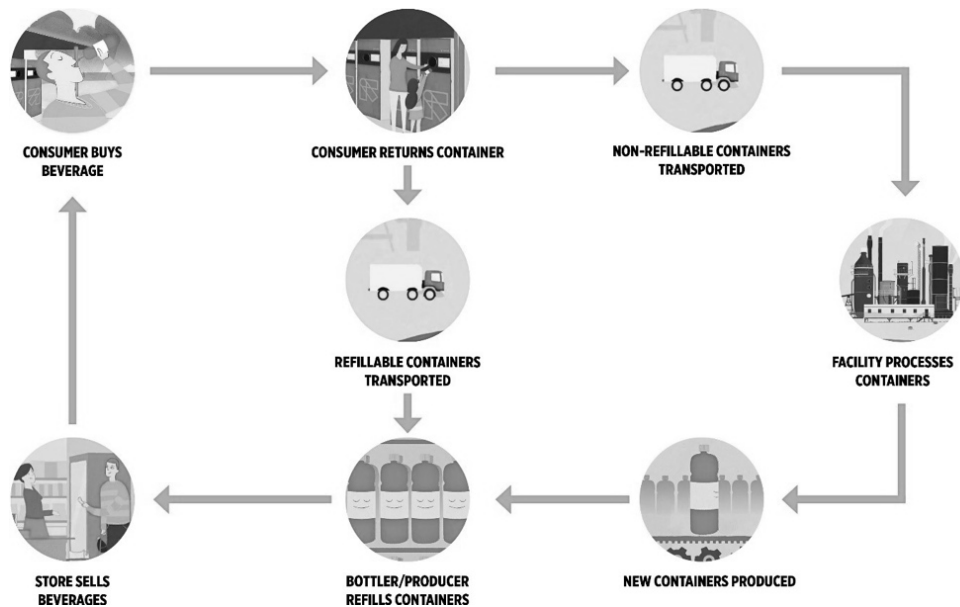 CONSUMER BUYS
BEVERAGE
CONSUMER RETURNS CONTAINER
NON-REFILLABLE CONTAINERS
TRANSPORTED
REFILLABLE CONTAINERS
TRANSPORTED
FACILITY PROCESSES
CONTAINERS
STORE SELLS
BEVERAGES
BOTTLER/PRODUCER
REFILLS CONTAINERS
NEW CONTAINERS PRODUCED